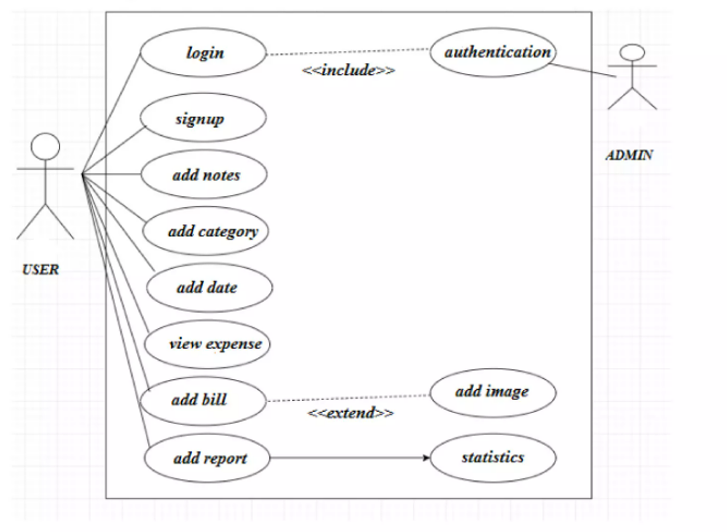 login
authentication
<<include>>
signup
ADMIN
add notes
add category
USER
add date
view expense
add bill
add image
<<extend>>
add report
statistics